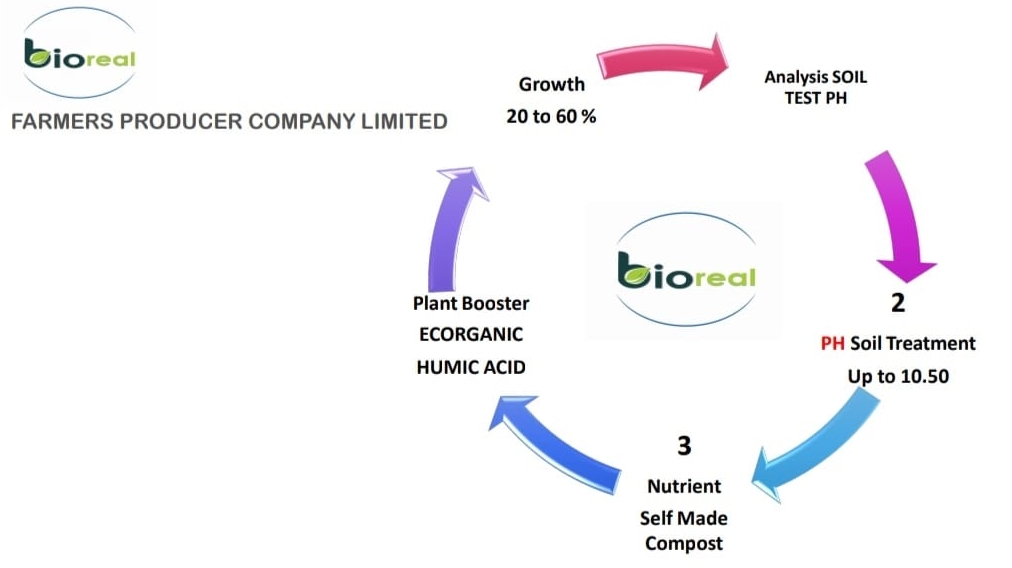 bioreal
FARMERS PRODUCER COMPANY LIMITED
Growth
20 to 60 %
Analysis SOIL
TEST PH
2
PH Soil Treatment
Up to 10.50
3
Nutrient
Self Made
Compost
Plant Booster
ECORGANIC
HUMIC ACID
bioreal